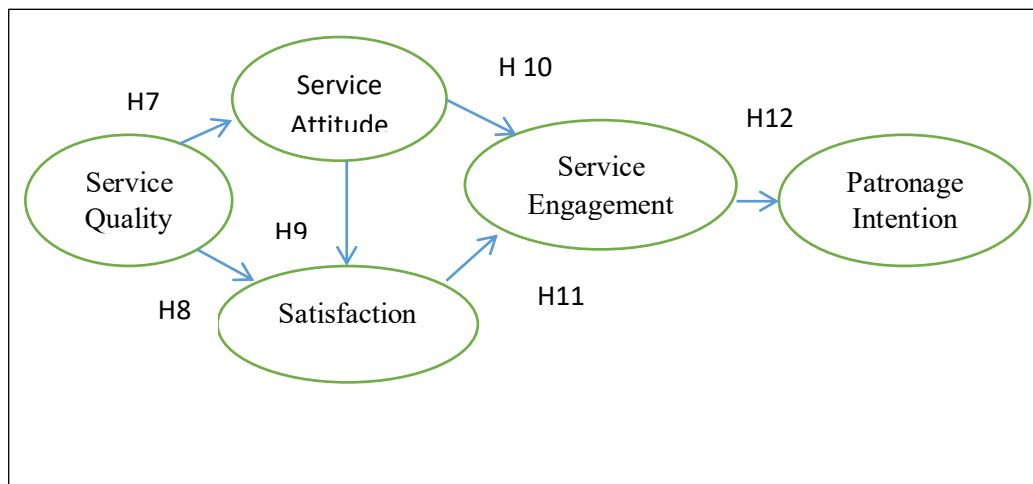 H 10
H7
Service
Attitude
H12
Service
Quality
Service
Engagement
Patronage
Intention
H9
H8
Satisfaction
H11